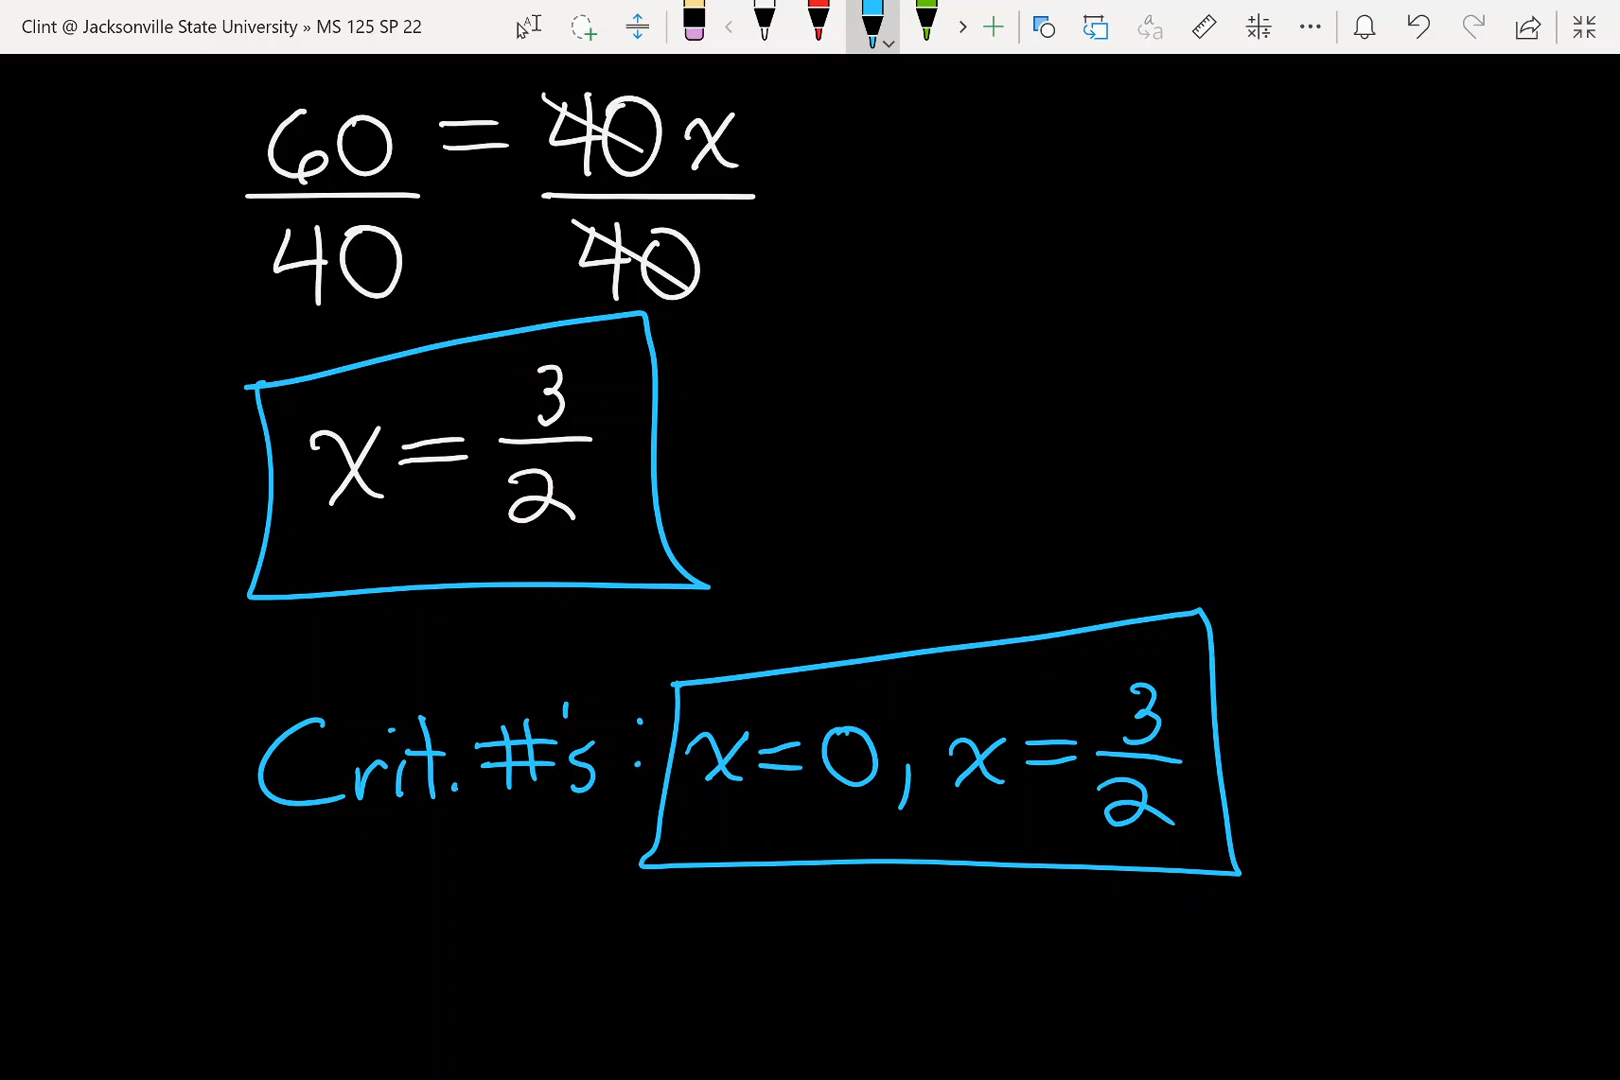 Clint @ Jacksonville State University » MS 125 SP 22
60/40 = 40x/40
x = 3/2
Crit. #'s: x=0, x= 3/2